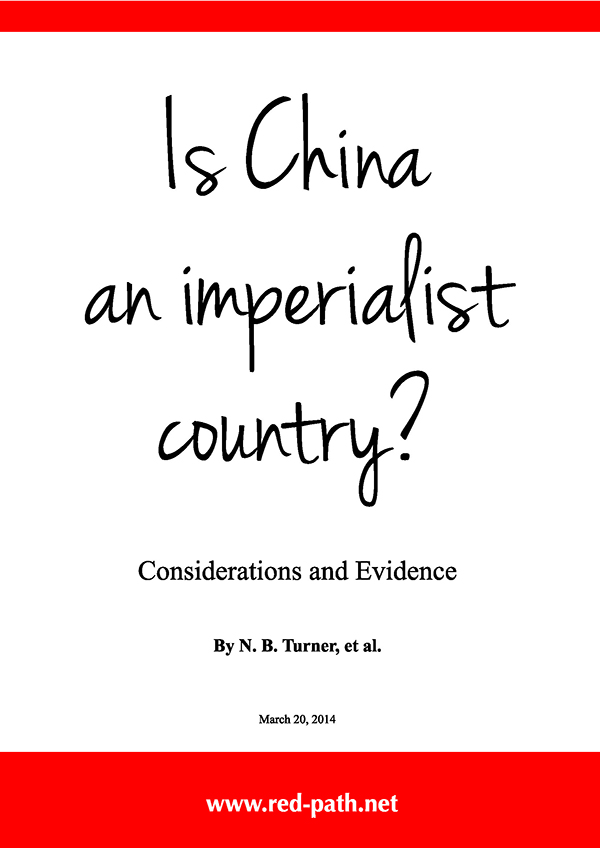 Is China
an imperialist
country?
Considerations and Evidence
By N. B. Turner, et al.
March 20, 2014
www.red-path.net